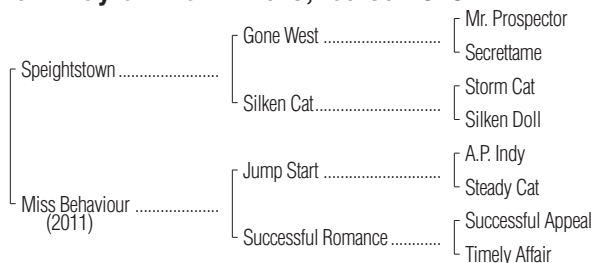 Mr. Prospector
Gone West ............................
Secrettame
Speightstown ........................
Storm Cat
Silken Cat..............................
Silken Doll
A.P. Indy
Jump Start ............................
Steady Cat
Miss Behaviour ....................
(2011)
Successful Appeal
Successful Romance............
Timely Affair